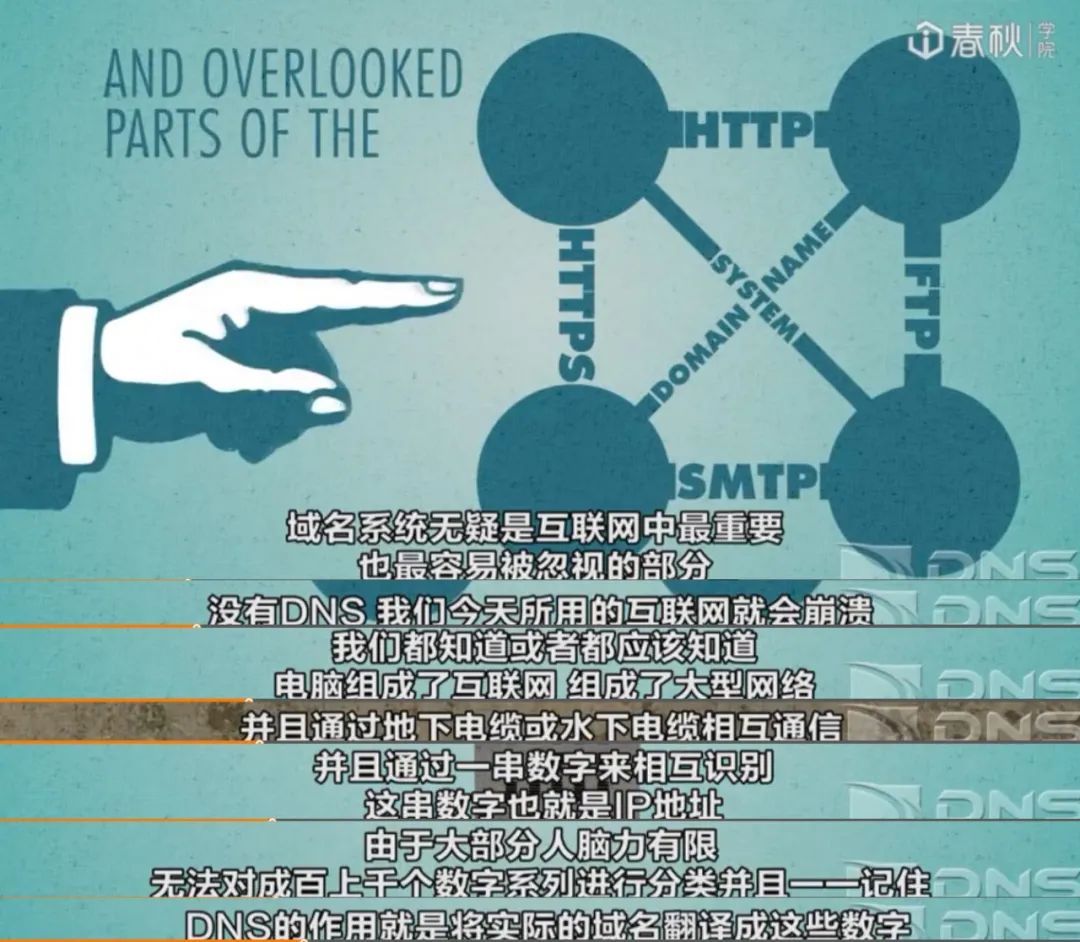 春秋学院
AND OVERLOOKED
PARTS OF THE
HTTP
HTTPS
SYSTEM
DOMAIN NAME
FTP
SMTP
域名系统无疑是互联网中最重要
也最容易被忽视的部分
DNS
没有DNS 我们今天所用的互联网就会崩溃
DNS
我们都知道或者都应该知道
电脑组成了互联网 组成了大型网络
DNS
并且通过地下电缆或水下电缆相互通信
DNS
并且通过一串数字来相互识别
这串数字也就是IP地址
DNS
由于大部分人脑力有限
无法对成百上千个数字系列进行分类并且一一记住
DNS
DNS的作用就是将实际的域名翻译成这些数字
DNS